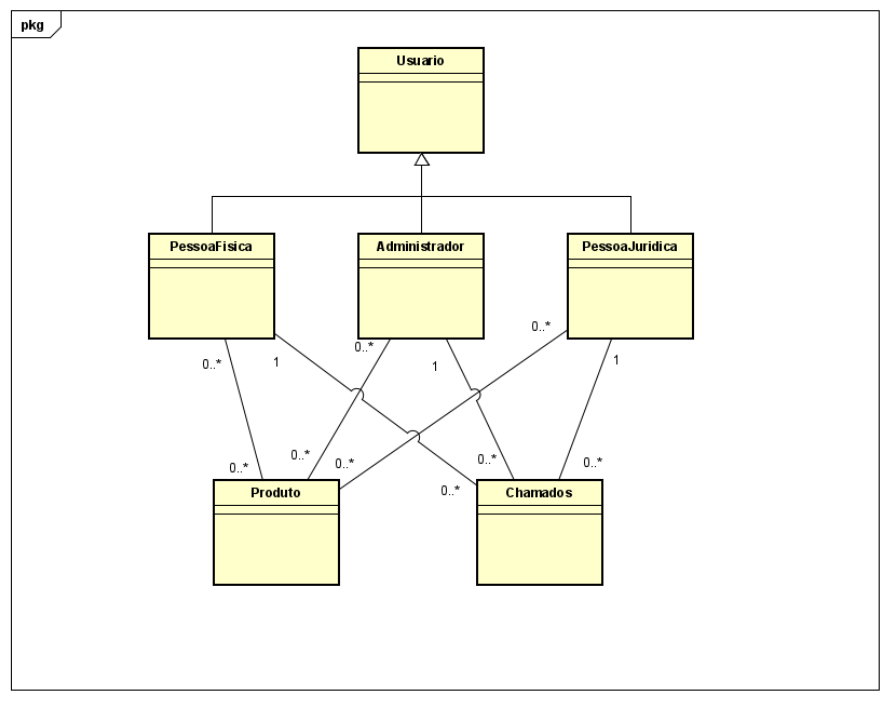 pkg
Usuario
PessoaFisica
Administrador
PessoaJuridica
0..*
0..*
0..*
1
1
1
0..*
0..*
0..*
0..*
0..*
0..*
Produto
Chamados